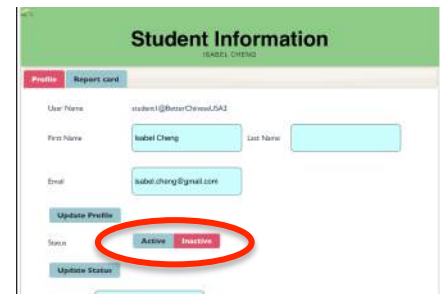 Student Information
ISABEL CHENG
Profile Report card
User Name student1@BetterChineseUSA1
First Name Isabel Cheng Last Name
Email isabel.cheng@gmail.com
Update Profile
Status Active Inactive
Update Status